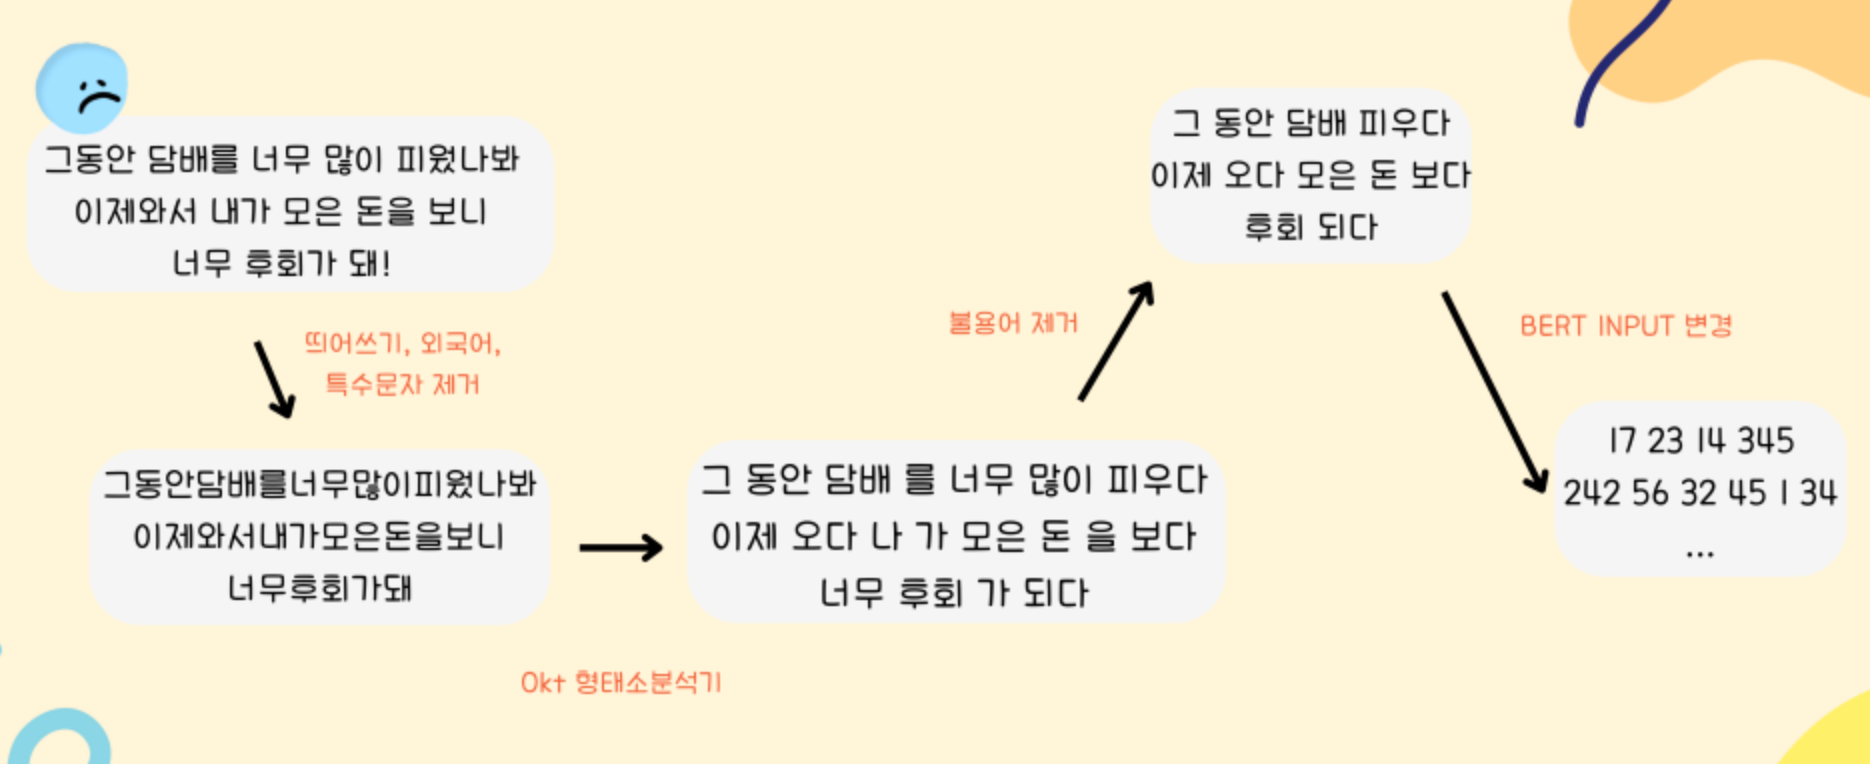 그동안 담배를 너무 많이 피웠나봐
이제와서 내가 모은 돈을 보니
너무 후회가 돼!
띄어쓰기, 외국어,
특수문자 제거
그동안담배를너무많이피웠나봐
이제와서내가모은돈을보니
너무후회가돼
Okt 형태소분석기
그 동안 담배 를 너무 많이 피우다
이제 오다 나 가 모은 돈 을 보다
너무 후회 가 되다
불용어 제거
그 동안 담배 피우다
이제 오다 모은 돈 보다
후회 되다
BERT INPUT 변경
17 23 14 345
242 56 32 45 1 34
...